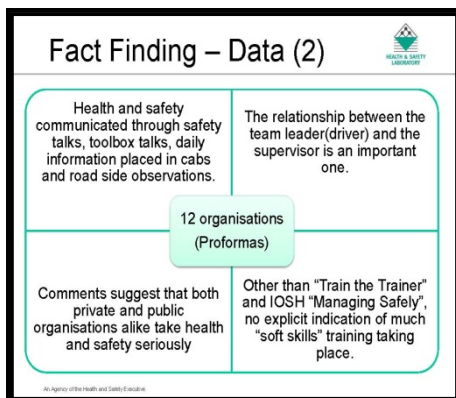 Fact Finding – Data (2)
HEALTH & SAFETY
LABORATORY
Health and safety
communicated through safety
talks, toolbox talks, daily
information placed in cabs
and road side observations.
The relationship between the
team leader(driver) and the
supervisor is an important
one.
12 organisations
(Proformas)
Comments suggest that both
private and public
organisations alike take health
and safety seriously
Other than “Train the Trainer”
and IOSH “Managing Safely”,
no explicit indication of much
“soft skills” training taking
place.
An Agency of the Health and Safety Executive